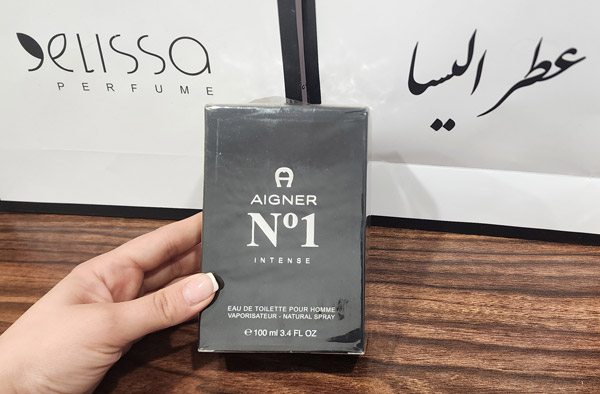 elissa
PERFUME
عطر اليسا
AIGNER
Nº1
INTENSE
EAU DE TOILETTE POUR HOMME
VAPORISATEUR - NATURAL SPRAY
e 100 ml 3.4 FL OZ